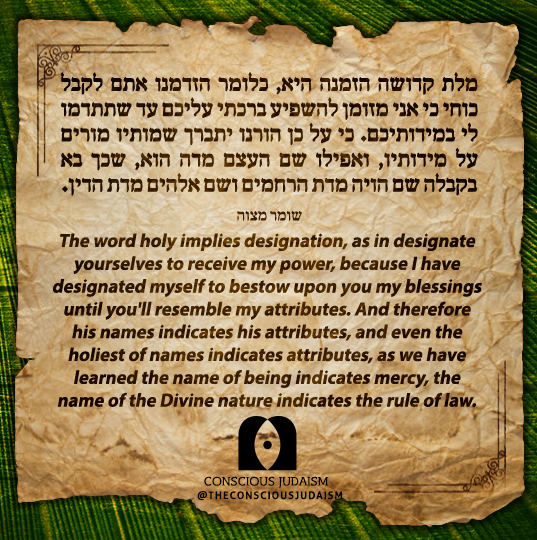 מלת קדושה הזמנה היא, כלומר הזדמנו אתם לקבל
כוחי כי אני מזומן להשפיע ברכתי עליכם עד שתתדמו
לי במידותיכם. כי על כן הורנו יתברך שמותיו מורים
על מידותיו, ואפילו שם העצם מדה הוא, שכך בא
בקבלה שם הויה מדת הרחמים ושם אלהים מדת הדין.
שומר מצוה
The word holy implies designation, as in designate
yourselves to receive my power, because I have
designated myself to bestow upon you my blessings
until you'll resemble my attributes. And therefore
his names indicates his attributes, and even the
holiest of names indicates attributes, as we have
learned the name of being indicates mercy, the
name of the Divine nature indicates the rule of law.
CONSCIOUS JUDAISM
@THECONSCIOUSJUDAISM